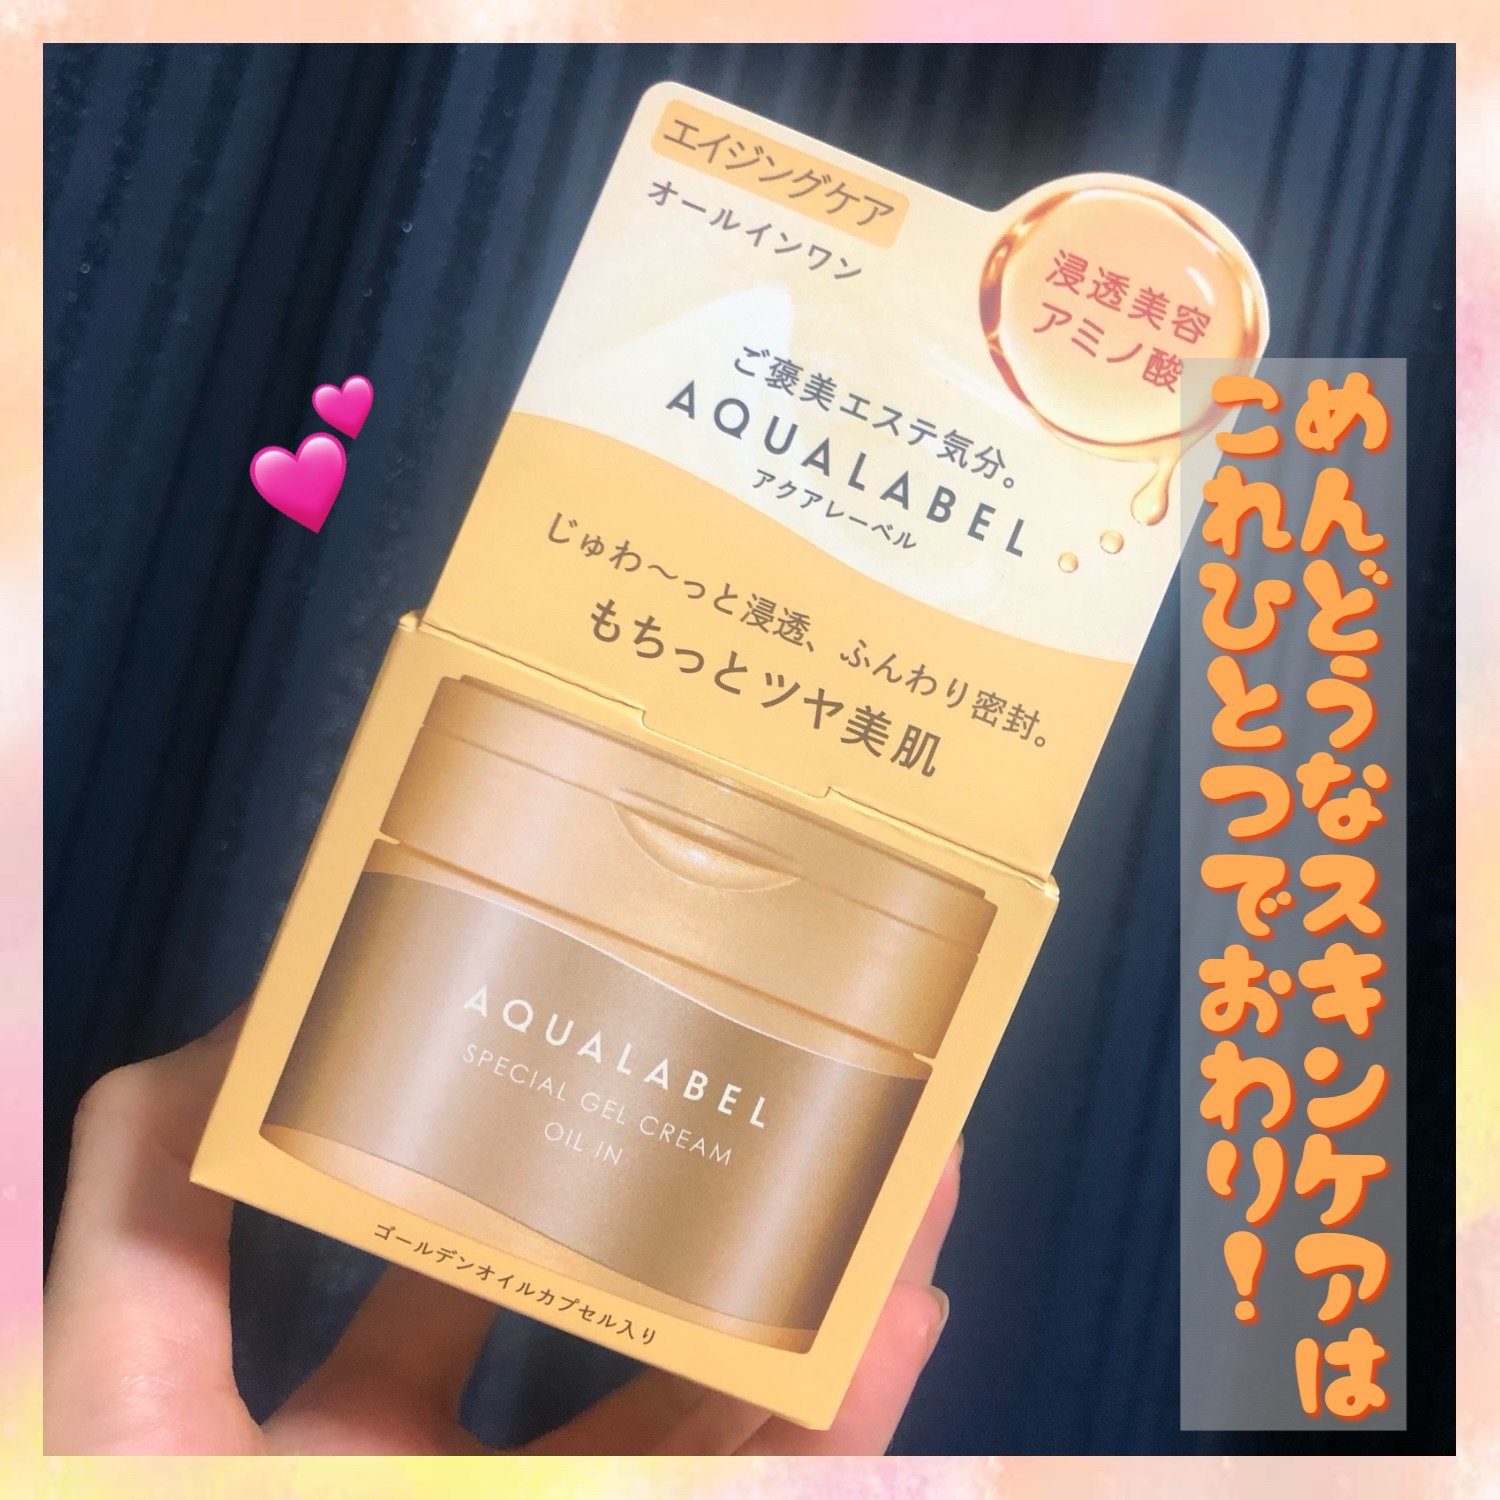 エイジングケア
オールインワン
浸透美容
アミノ酸
ご褒美エステ気分。
AQUALABEL
アクアレーベル
じゅわ～っと浸透、ふんわり密封。
もちっとツヤ美肌
AQUALABEL
SPECIAL GEL CREAM
OIL IN
ゴールデンオイルカプセル入り
めんどうなスキンケアは
これひとつでおわり！